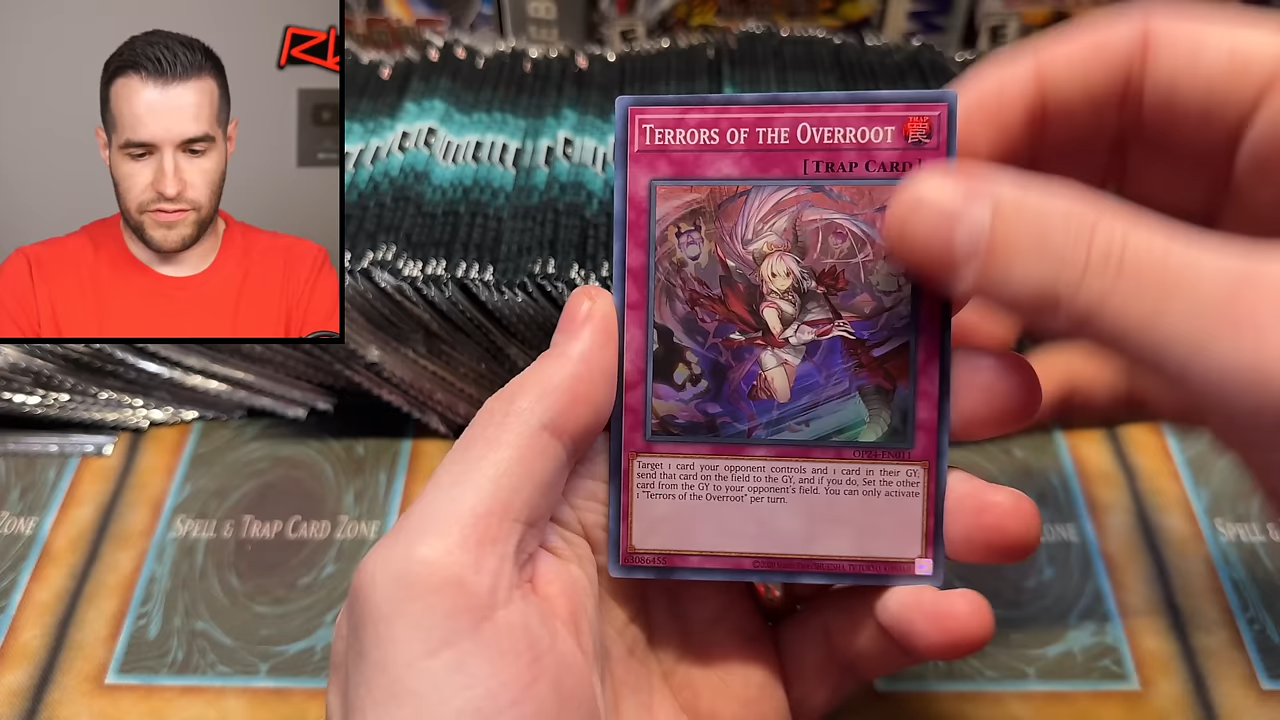 TERRORS OF THE OVERROOT
TRAP
[TRAP CARD]
OP24-EN011
Target 1 card your opponent controls and 1 card in their GY;
send that card on the field to the GY, and if you do, Set the other
card from the GY to your opponent's field. You can only activate
1 "Terrors of the Overroot" per turn.
63086455
ZONE
SPELL & TRAP CARD ZONE